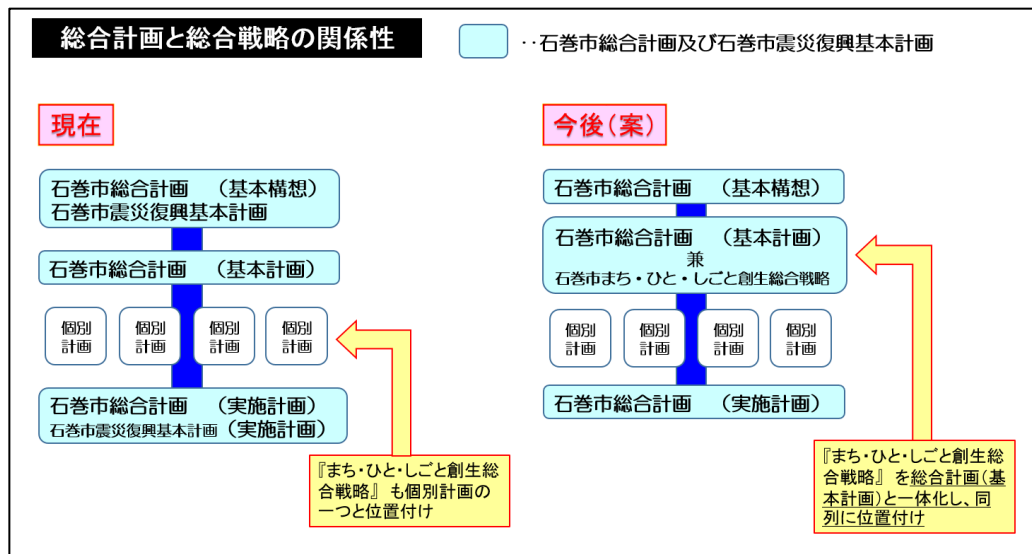 総合計画と総合戦略の関係性
‥石巻市総合計画及び石巻市震災復興基本計画
現在
石巻市総合計画 （基本構想）
石巻市震災復興基本計画
石巻市総合計画 （基本計画）
個別
計画
個別
計画
個別
計画
個別
計画
石巻市総合計画 （実施計画）
石巻市震災復興基本計画（実施計画）
『まち・ひと・しごと創生総
合戦略』も個別計画の
一つと位置付け
今後（案）
石巻市総合計画 （基本構想）
石巻市総合計画 （基本計画）
兼
石巻市まち・ひと・しごと創生総合戦略
個別
計画
個別
計画
個別
計画
個別
計画
石巻市総合計画 （実施計画）
『まち・ひと・しごと創生総
合戦略』を総合計画（基
本計画）と一体化し、同
列に位置付け